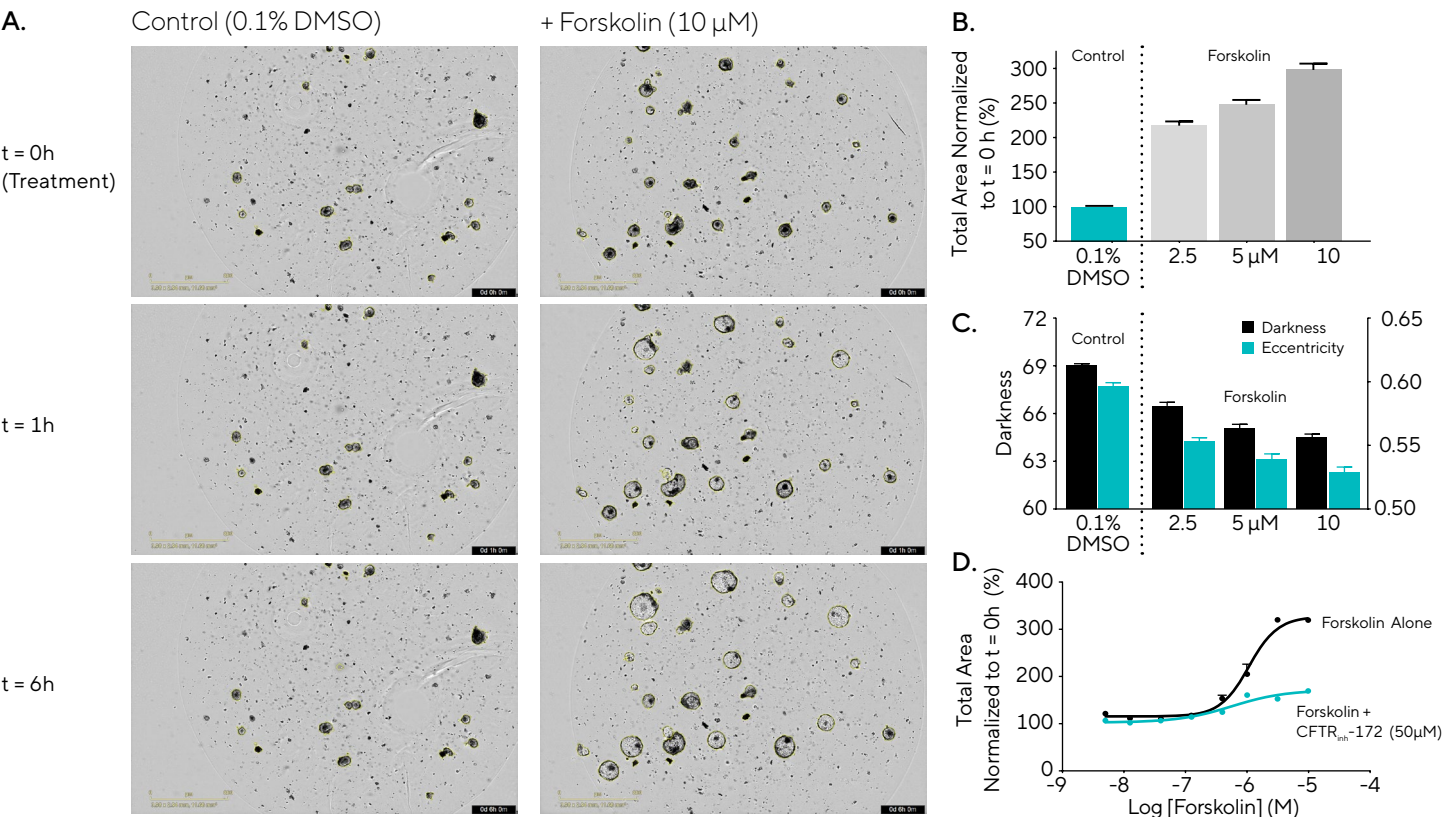 A.
Control (0.1% DMSO)
+ Forskolin (10 µM)
t = 0h
(Treatment)
0d 0h 0m
0d 0h 0m
t = 1h
0d 1h 0m
0d 1h 0m
t = 6h
0d 6h 0m
0d 6h 0m
B.
Total Area Normalized
to t = 0 h (%)
300
250
200
150
100
50
Control
Forskolin
0.1%
DMSO
2.5
5 µM
10
C.
Darkness
72
69
66
63
60
Control
Darkness
Eccentricity
Forskolin
0.65
0.60
0.55
0.50
0.1%
DMSO
2.5
5 µM
10
D.
Total Area
Normalized to t = 0h (%)
400
300
200
100
0
Forskolin Alone
Forskolin +
CFTRinh-172 (50µM)
-9
-8
-7
-6
-5
-4
Log [Forskolin] (M)